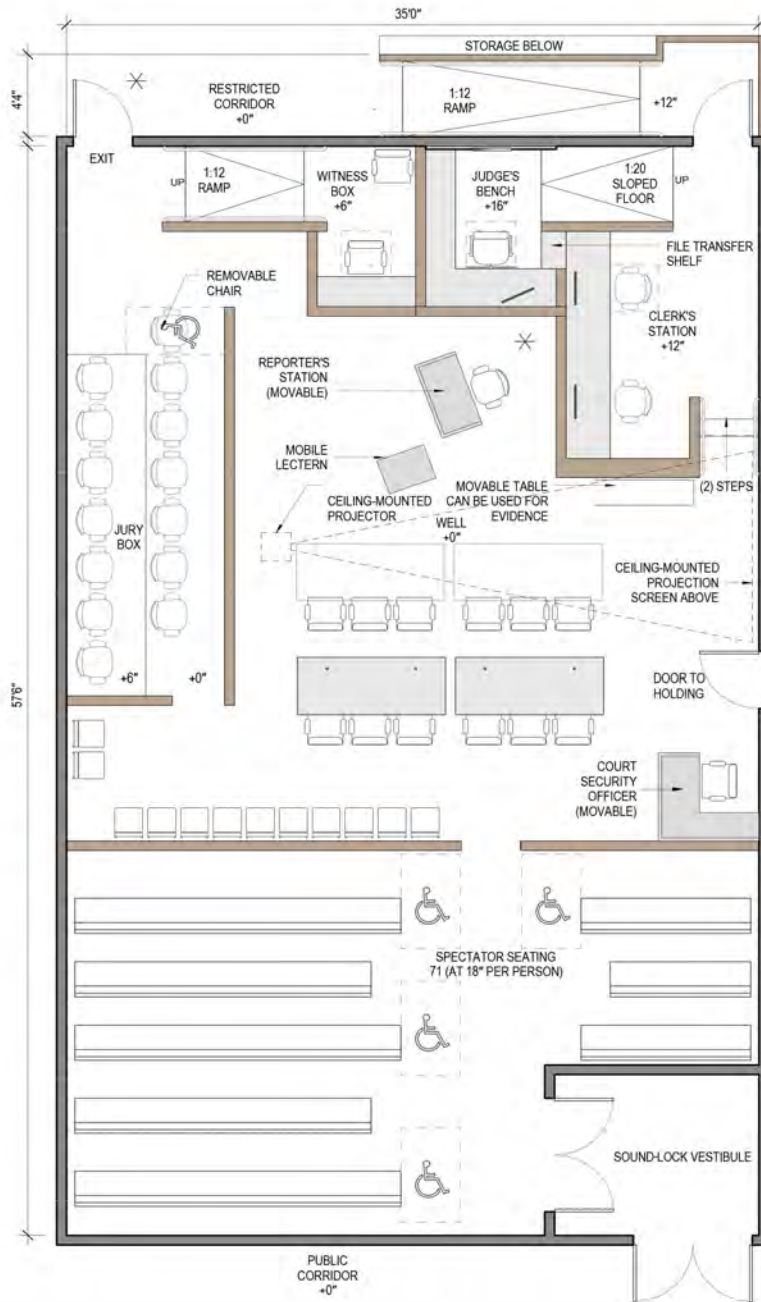 35'0"
STORAGE BELOW
4'4"
RESTRICTED
CORRIDOR
+0"
1:12
RAMP
+12"
EXIT
UP
1:12
RAMP
WITNESS
BOX
+6"
JUDGE'S
BENCH
+16"
1:20
SLOPED
FLOOR
UP
FILE TRANSFER
SHELF
REMOVABLE
CHAIR
CLERK'S
STATION
+12"
REPORTER'S
STATION
(MOVABLE)
MOBILE
LECTERN
CEILING-MOUNTED
PROJECTOR
MOVABLE TABLE
CAN BE USED FOR
EVIDENCE
(2) STEPS
WELL
+0"
JURY
BOX
CEILING-MOUNTED
PROJECTION
SCREEN ABOVE
+6"
+0"
57'6"
DOOR TO
HOLDING
COURT
SECURITY
OFFICER
(MOVABLE)
SPECTATOR SEATING
71 (AT 18" PER PERSON)
SOUND-LOCK VESTIBULE
PUBLIC
CORRIDOR
+0"